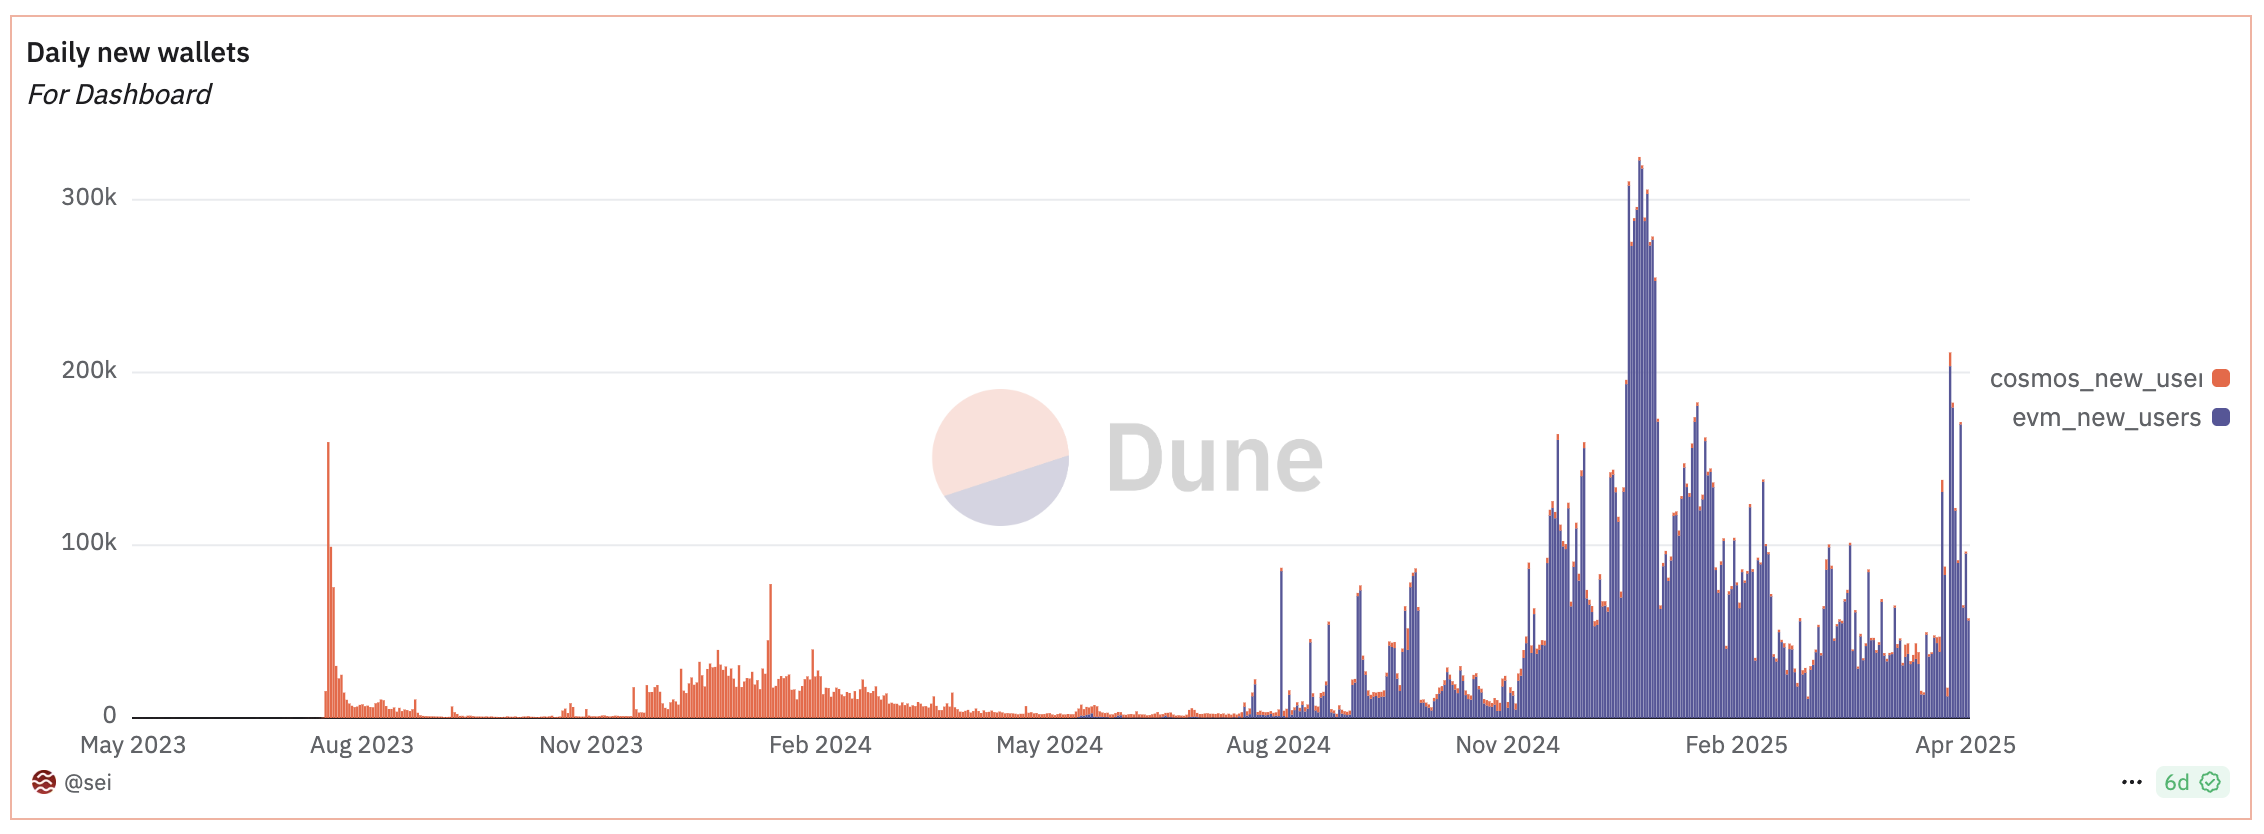 Daily new wallets
For Dashboard
300k
200k
100k
0
Dune
cosmos_new_user
evm_new_users
May 2023
Aug 2023
Nov 2023
Feb 2024
May 2024
Aug 2024
Nov 2024
Feb 2025
Apr 2025
@sei
6d